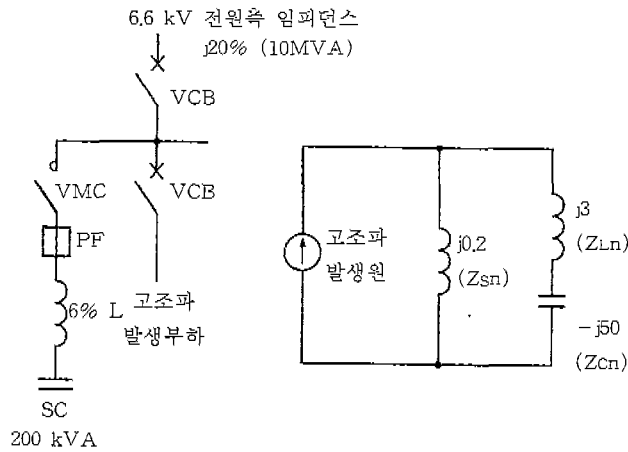 6.6 kV 전원측 임피던스
j20% (10MVA)
VCB
VMC
VCB
PF
6% L
고조파
발생부하
SC
200 kVA
고조파
발생원
j0.2
(ZSn)
j3
(ZLn)
-j50
(ZCn)